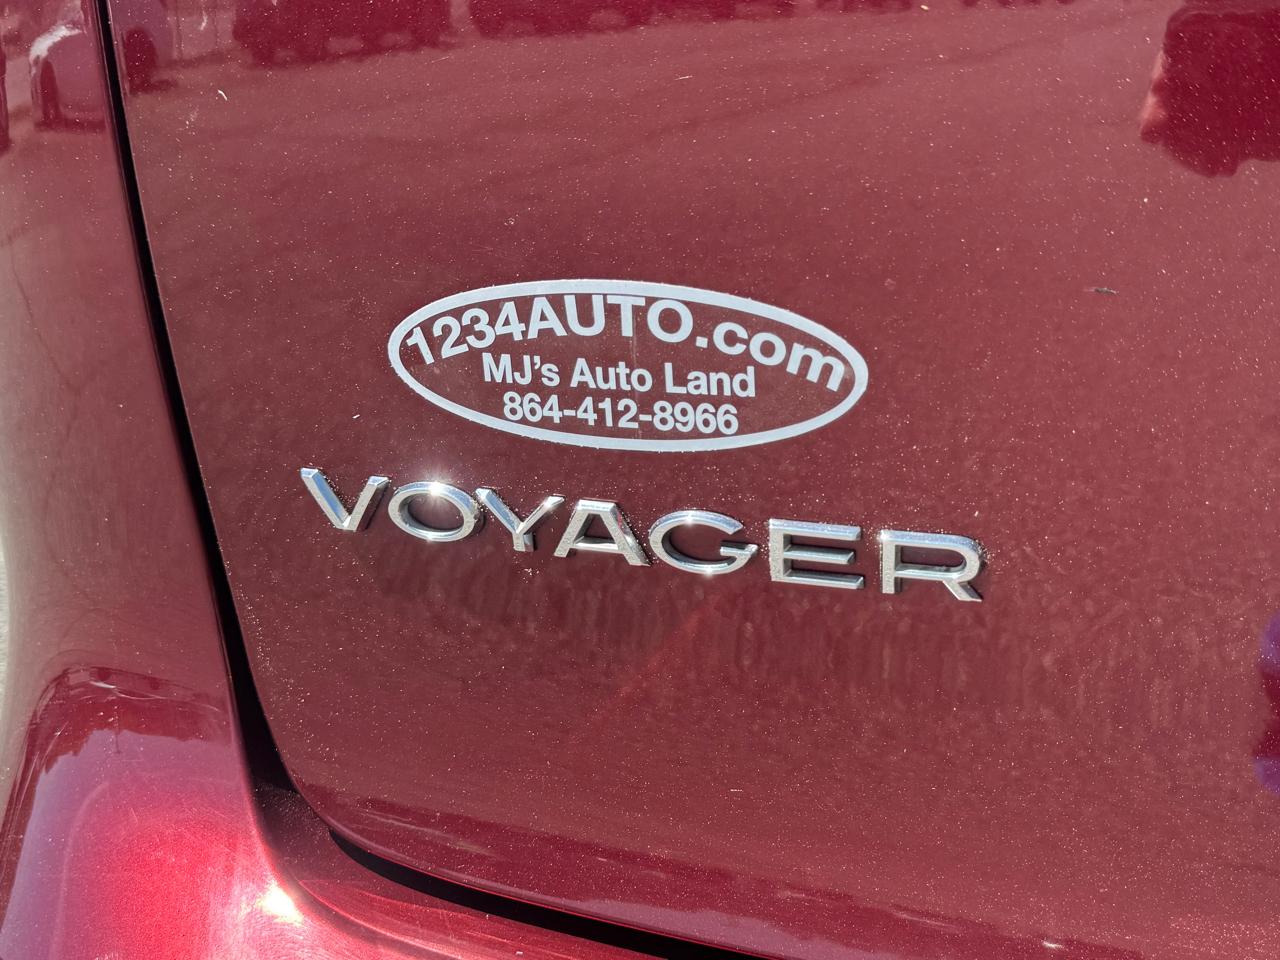 1234AUTO.com
MJ's Auto Land
864-412-8966
VOYAGER